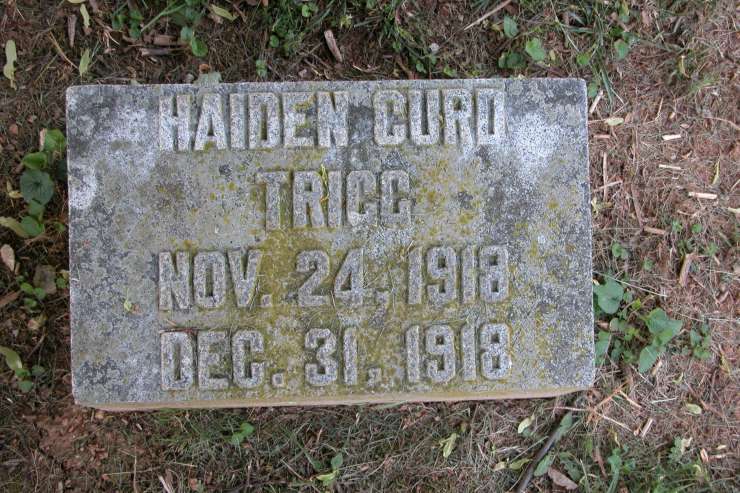 HAIDEN CURD
TRIGG
NOV. 24, 1918
DEC. 31, 1918